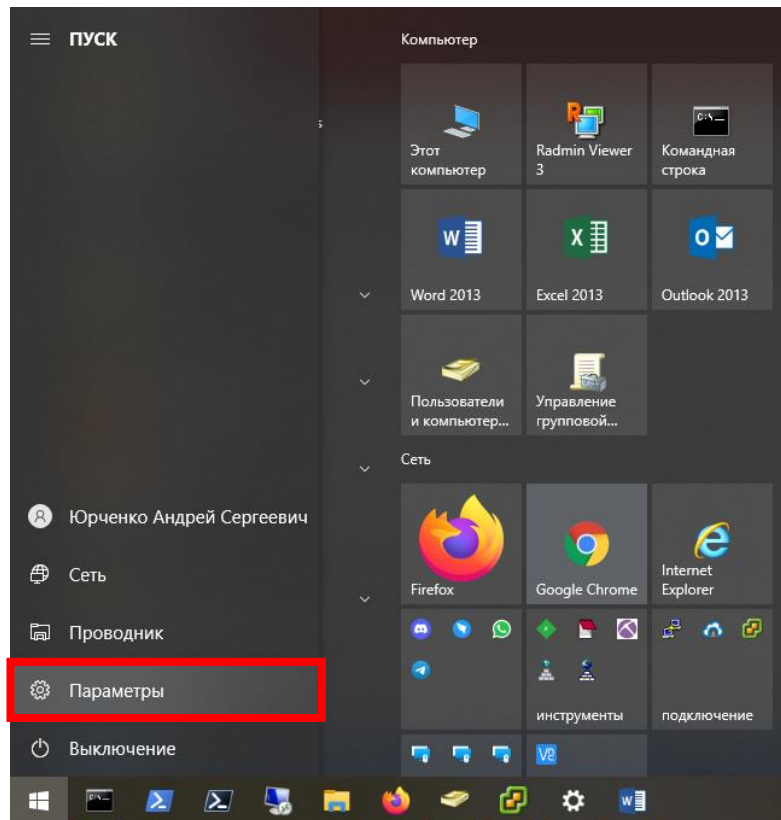 ПУСК
Компьютер
s
Этот
компьютер
Radmin Viewer
3
Командная
строка
Word 2013
Excel 2013
Outlook 2013
Пользователи
и компьютер...
Управление
групповой...
Сеть
Юрченко Андрей Сергеевич
Сеть
Проводник
Параметры
Выключение
Firefox
Google Chrome
Internet
Explorer
инструменты
подключение